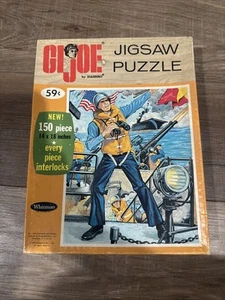 GI JOE
by HASBRO
JIGSAW
PUZZLE
59¢
NEW!
150 piece
14 x 18 inches
every
piece
interlocks
Whitman